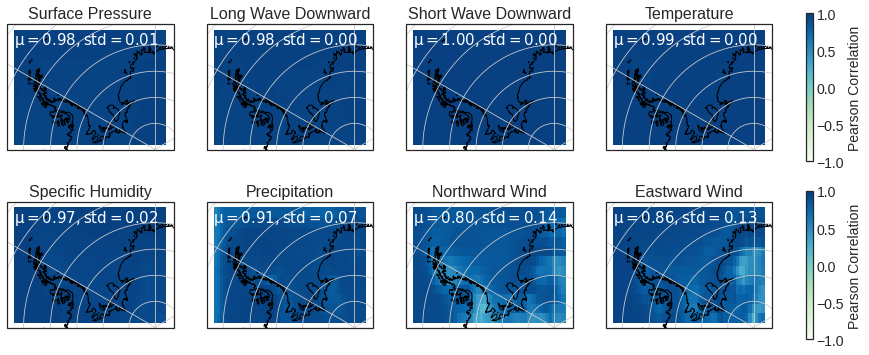 Surface Pressure
Long Wave Downward
Short Wave Downward
Temperature
μ = 0.98, std = 0.01
μ = 0.98, std = 0.00
μ = 1.00, std = 0.00
μ = 0.99, std = 0.00
1.0
0.5
0.0
−0.5
−1.0
Pearson Correlation
Specific Humidity
Precipitation
Northward Wind
Eastward Wind
μ = 0.97, std = 0.02
μ = 0.91, std = 0.07
μ = 0.80, std = 0.14
μ = 0.86, std = 0.13
1.0
0.5
0.0
−0.5
−1.0
Pearson Correlation